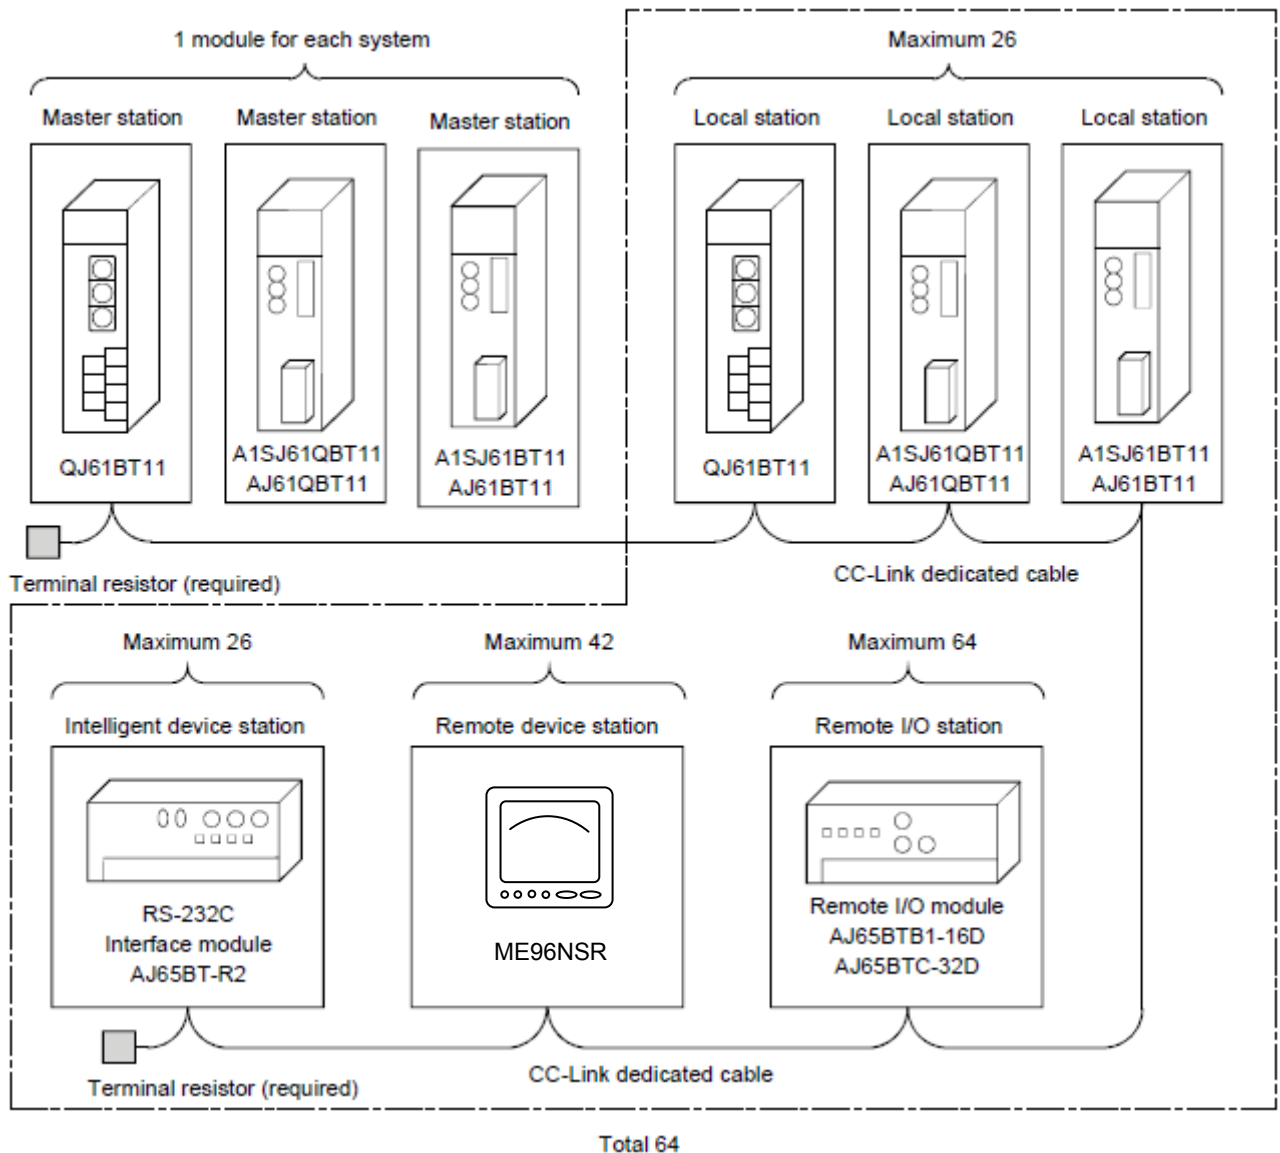 1 module for each system
Maximum 26
Master station
Master station
Master station
Local station
Local station
Local station
QJ61BT11
A1SJ61QBT11
AJ61QBT11
A1SJ61BT11
AJ61BT11
QJ61BT11
A1SJ61QBT11
AJ61QBT11
A1SJ61BT11
AJ61BT11
Terminal resistor (required)
CC-Link dedicated cable
Maximum 26
Maximum 42
Maximum 64
Intelligent device station
Remote device station
Remote I/O station
RS-232C
Interface module
AJ65BT-R2
ME96NSR
Remote I/O module
AJ65BTB1-16D
AJ65BTC-32D
Terminal resistor (required)
CC-Link dedicated cable
Total 64